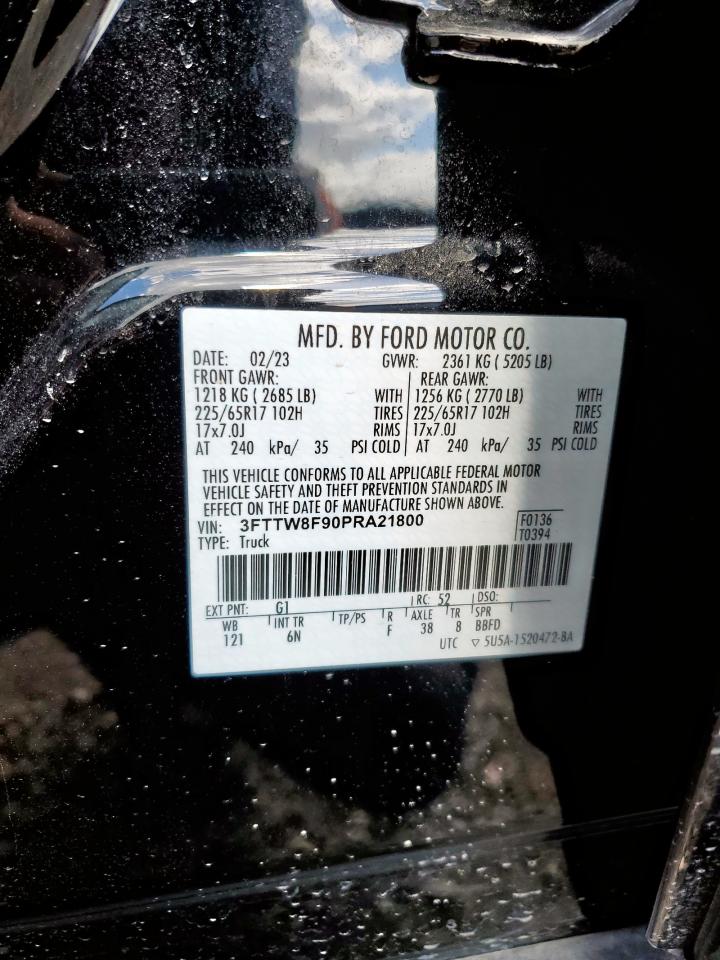 MFD. BY FORD MOTOR CO.
DATE: 02/23 GVWR: 2361 KG ( 5205 LB)
FRONT GAWR: REAR GAWR:
1218 KG ( 2685 LB) WITH 1256 KG ( 2770 LB) WITH
225/65R17 102H TIRES 225/65R17 102H TIRES
17x7.0J RIMS 17x7.0J RIMS
AT 240 kPa/ 35 PSI COLD AT 240 kPa/ 35 PSI COLD
THIS VEHICLE CONFORMS TO ALL APPLICABLE FEDERAL MOTOR
VEHICLE SAFETY AND THEFT PREVENTION STANDARDS IN
EFFECT ON THE DATE OF MANUFACTURE SHOWN ABOVE.
VIN: 3FTTW8F90PRA21800 F0136
TYPE: Truck T0394
EXT PNT: G1 RC: 52 DSO:
WB INT TR TP/PS R AXLE TR SPR
121 6N F 38 8 BBFD
UTC ▽ 5U5A-1520472-BA